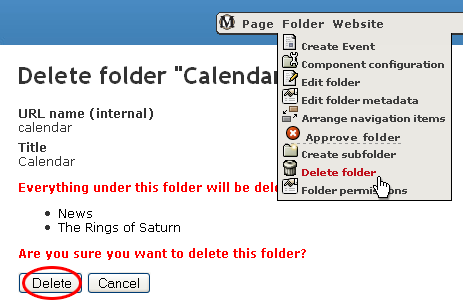 Page Folder Website
Create Event
Component configuration
Edit folder
Edit folder metadata
Arrange navigation items
Approve folder
Create subfolder
Delete folder
Folder permissions
Delete folder "Calendar
URL name (internal)
calendar
Title
Calendar
Everything under this folder will be
News
The Rings of Saturn
Are you sure you want to delete this folder?
Delete Cancel